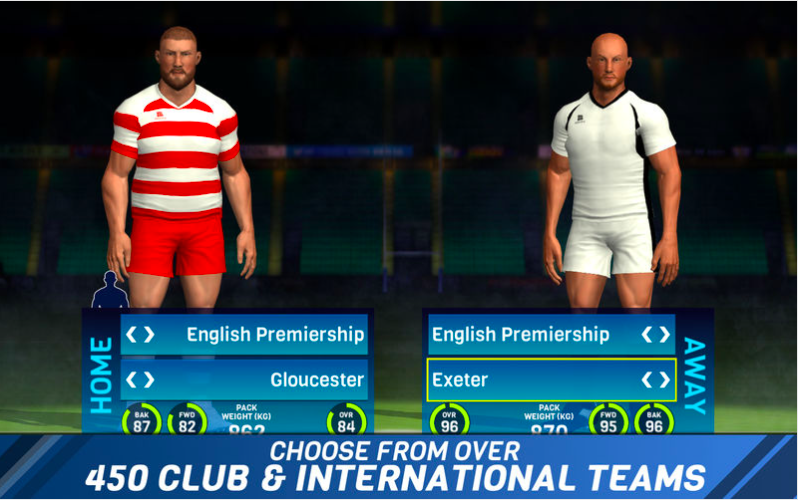 HOME
English Premiership
Gloucester
BAK
87
FWD
82
PACK
WEIGHT (KG)
862
OVR
84
English Premiership
Exeter
AWAY
OVR
96
PACK
WEIGHT (KG)
FWD
95
BAK
96
CHOOSE FROM OVER
450 CLUB & INTERNATIONAL TEAMS